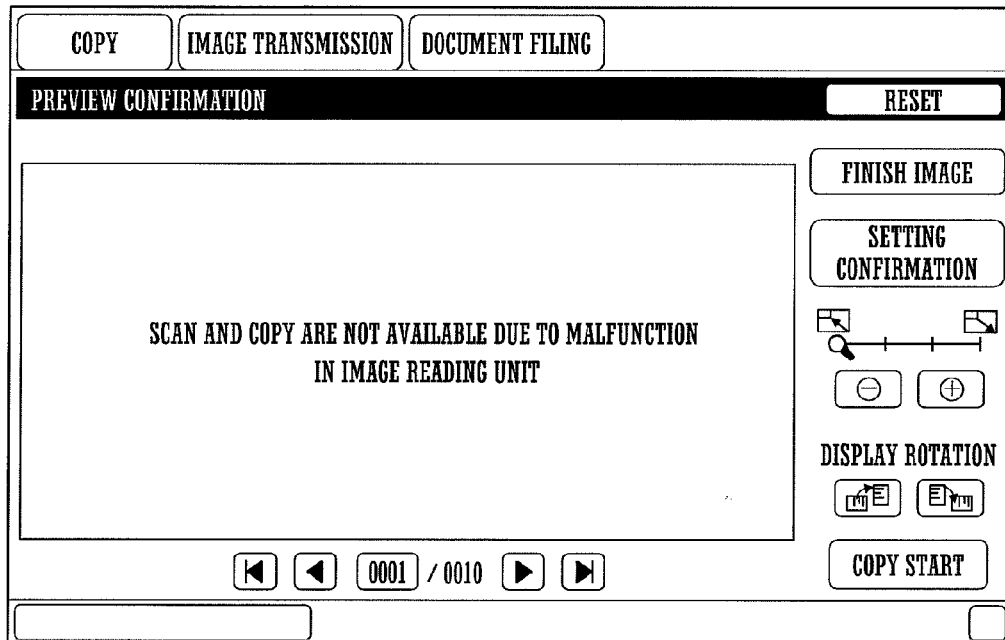 COPY IMAGE TRANSMISSION DOCUMENT FILING
PREVIEW CONFIRMATION RESET
FINISH IMAGE
SETTING
CONFIRMATION
SCAN AND COPY ARE NOT AVAILABLE DUE TO MALFUNCTION
IN IMAGE READING UNIT
DISPLAY ROTATION
0001 / 0010
COPY START